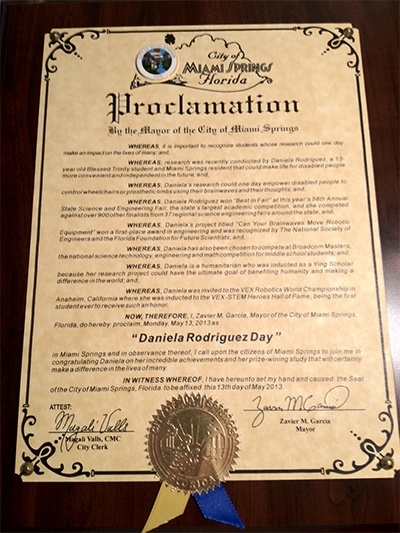 City of
MIAMI SPRINGS
Florida
Proclamation
By the Mayor of the City of Miami Springs
WHEREAS, it is important to recognize students whose research could one day
make an impact on the lives of many; and,
WHEREAS, research was recently conducted by Daniela Rodriguez, a 13-
year old Blessed Trinity student and Miami Springs resident that could make life for disabled people
more convenient and independent in the future; and,
WHEREAS, Daniela's research could one day empower disabled people to
control wheelchairs or prosthetic limbs using their brainwaves and their thoughts; and,
WHEREAS, Daniela Rodriguez won "Best in Fair" at this year's 58th Annual
State Science and Engineering Fair, the state's largest academic competition, and she competed
against over 900 other finalists from 37 regional science engineering fairs around the state; and,
WHEREAS, Daniela's project titled "Can Your Brainwaves Move Robotic
Equipment" won a first-place award in engineering and was recognized by The National Society of
Engineers and the Florida Foundation for Future Scientists; and,
WHEREAS, Daniela has also been chosen to compete at Broadcom Masters,
the national science, technology, engineering and math competition for middle school students; and,
WHEREAS, Daniela is a humanitarian who was inducted as a Ying Scholar
because her research project could have the ultimate goal of benefiting humanity and making a
difference in the world; and,
WHEREAS, Daniela was invited to the VEX Robotics World Championship in
Anaheim, California where she was inducted to the VEX-STEM Heroes Hall of Fame, being the first
student ever to receive such an honor;
NOW, THEREFORE, I, Zavier M. Garcia, Mayor of the City of Miami Springs,
Florida, do hereby proclaim, Monday, May 13, 2013 as
"Daniela Rodriguez Day"
in Miami Springs and in observance thereof, I call upon the citizens of Miami Springs to join me in
congratulating Daniela on her incredible achievements and her prize-winning study that will certainly
make a difference in the lives of many.
IN WITNESS WHEREOF, I have hereunto set my hand and caused the Seal
of the City of Miami Springs, Florida to be affixed this 13th day of May 2013.
ATTEST:
Magali Valls
Magali Valls, CMC
City Clerk
Zavier M Garcia
Zavier M. Garcia
Mayor